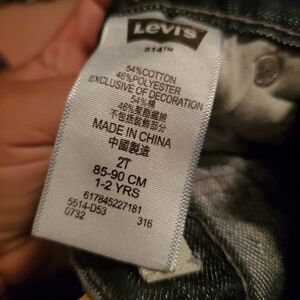 Levi's
514™
54%COTTON
46%POLYESTER
EXCLUSIVE OF DECORATION
54%棉
46%聚酯纖維
不包括裝飾部分
MADE IN CHINA
中國製造
2T
85-90 CM
1-2 YRS
617845227181
5514-D53 316
0732